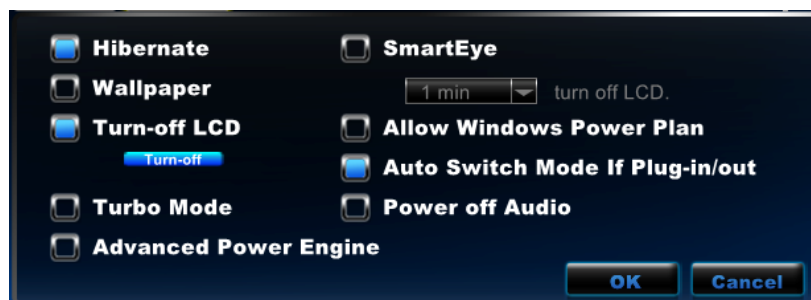 Hibernate
SmartEye
Wallpaper
1 min
turn off LCD.
Turn-off LCD
Allow Windows Power Plan
Turn-off
Auto Switch Mode If Plug-in/out
Turbo Mode
Power off Audio
Advanced Power Engine
OK
Cancel